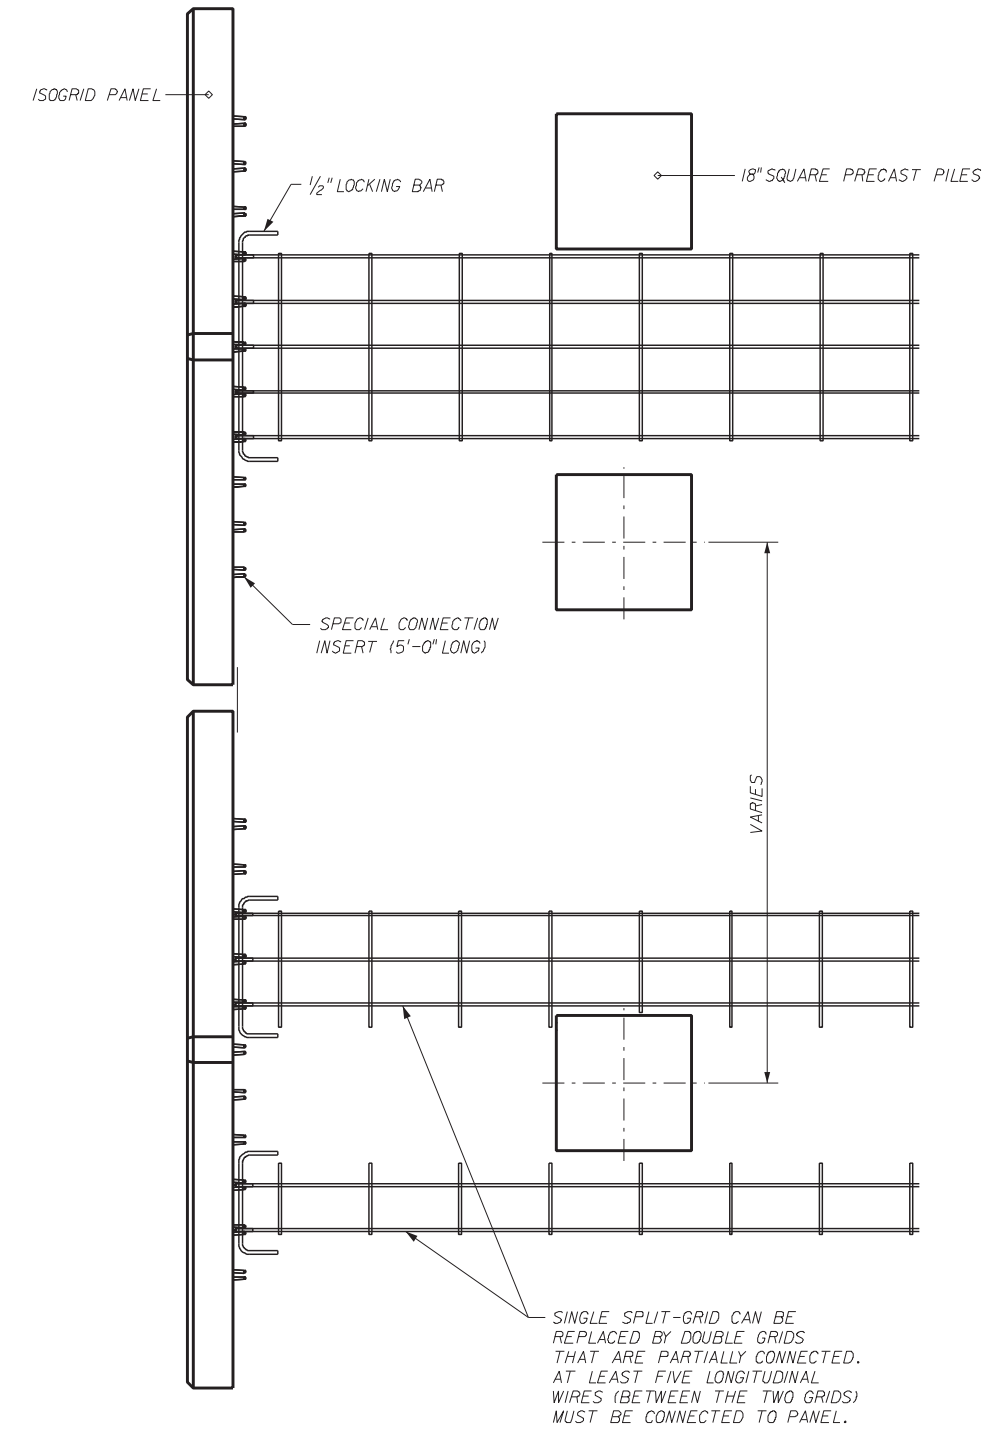 ISOGRID PANEL
1/2" LOCKING BAR
18" SQUARE PRECAST PILES
SPECIAL CONNECTION
INSERT (5'-0" LONG)
VARIES
SINGLE SPLIT-GRID CAN BE
REPLACED BY DOUBLE GRIDS
THAT ARE PARTIALLY CONNECTED.
AT LEAST FIVE LONGITUDINAL
WIRES (BETWEEN THE TWO GRIDS)
MUST BE CONNECTED TO PANEL.